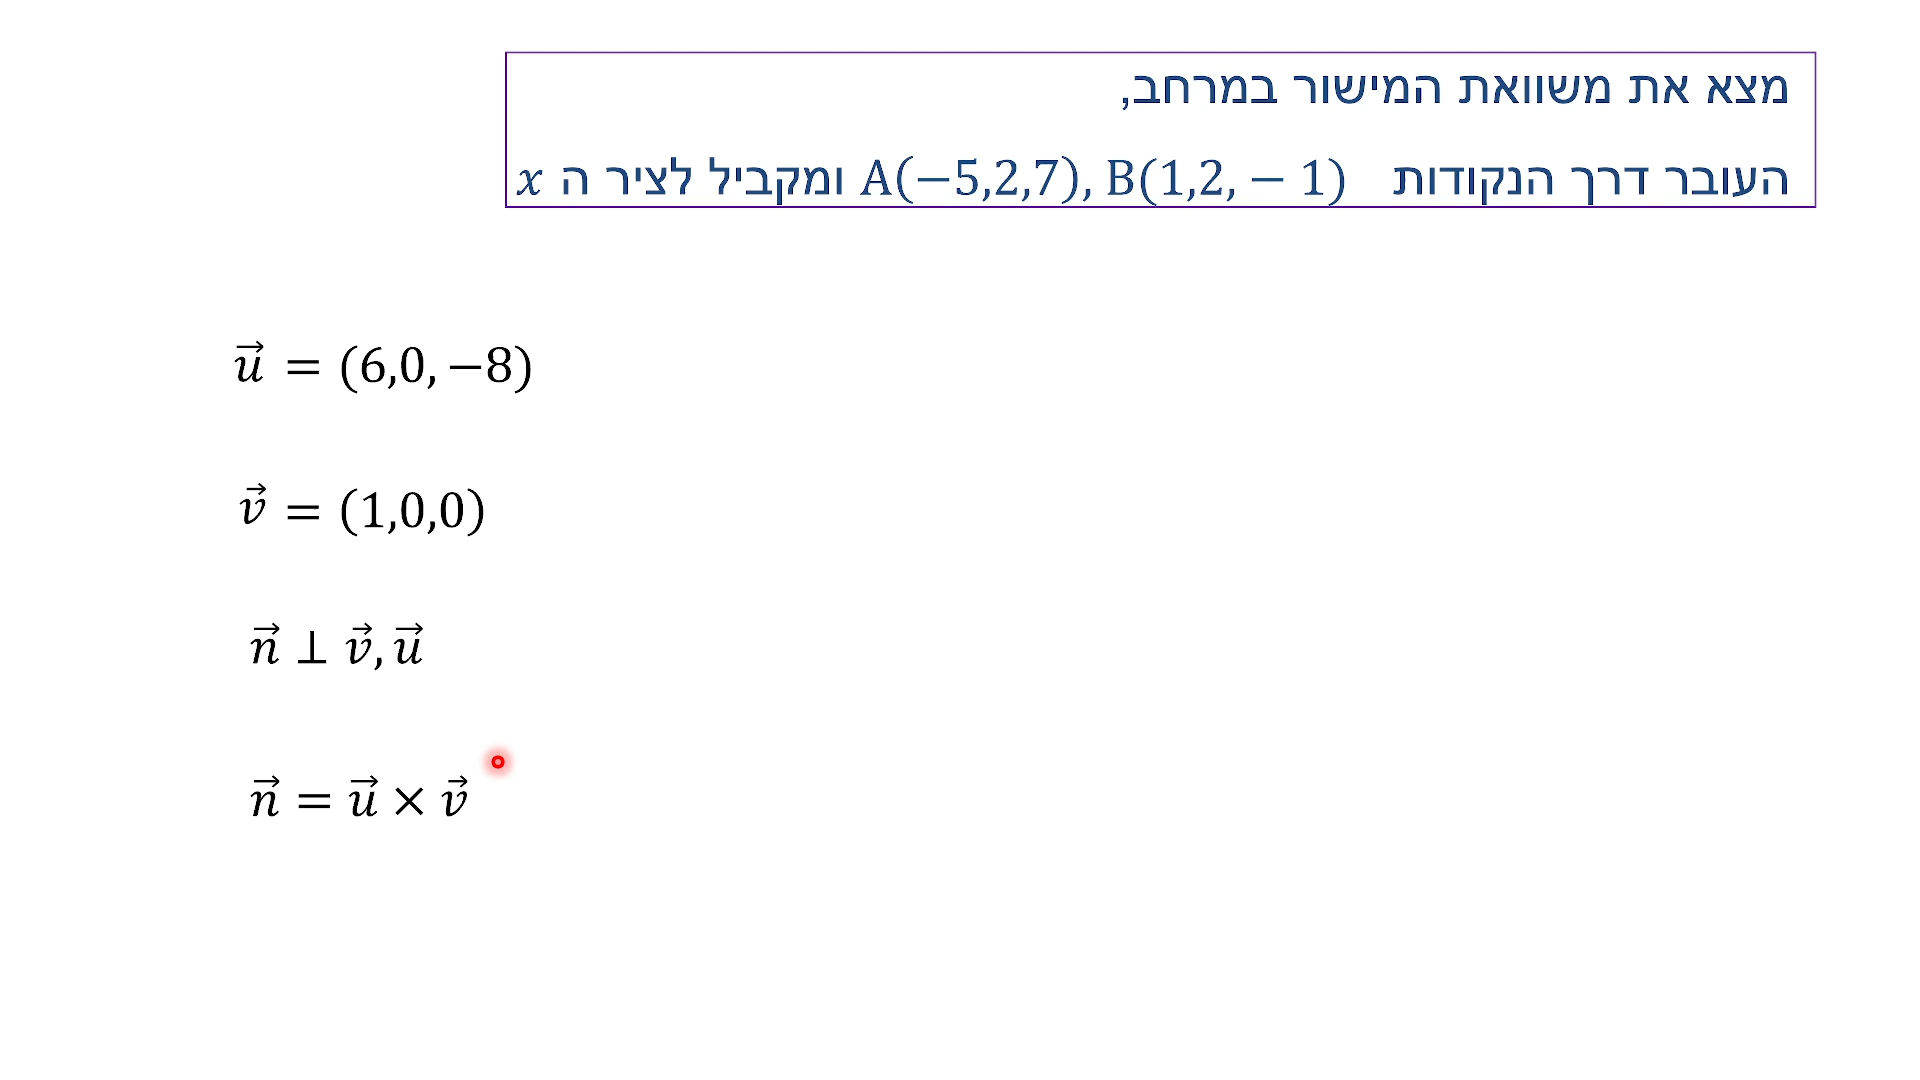 מצא את משוואת המישור במרחב,
העובר דרך הנקודות A(−5,2,7), B(1,2, − 1) ומקביל לציר ה x
u⃗ = (6,0, −8)
v⃗ = (1,0,0)
n⃗ ⊥ v⃗, u⃗
n⃗ = u⃗ × v⃗